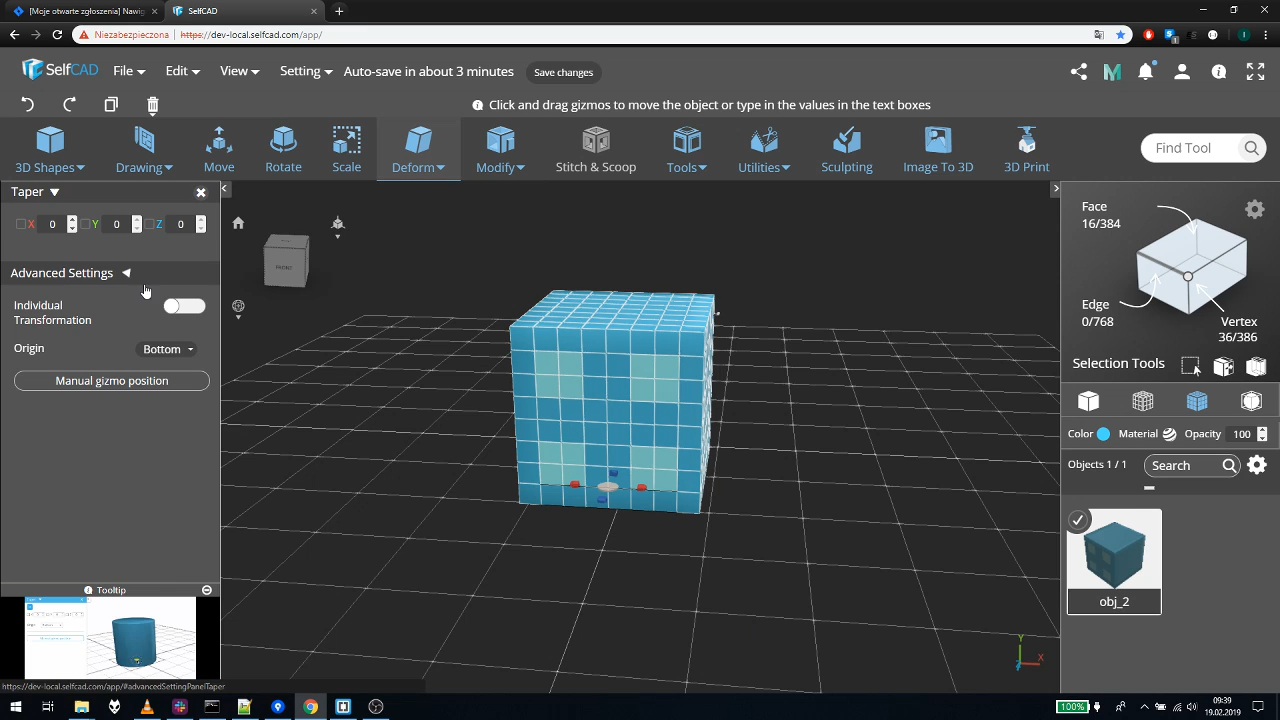 [Moje otwarte zgłoszenia] Nawig
SelfCAD
Niezabezpieczona
https://dev-local.selfcad.com/app/
SelfCAD
File
Edit
View
Setting
Auto-save in about 3 minutes
Save changes
Click and drag gizmos to move the object or type in the values in the text boxes
3D Shapes
Drawing
Move
Rotate
Scale
Deform
Modify
Stitch & Scoop
Tools
Utilities
Sculpting
Image To 3D
3D Print
Find Tool
Taper
X 0 Y 0 Z 0
Advanced Settings
Individual
Transformation
Origin
Bottom
Manual gizmo position
Tooltip
https://dev-local.selfcad.com/app/#advancedSettingPanelTaper
FRONT
Y
X
Z
Face
16/384
Edge
0/768
Vertex
36/386
Selection Tools
Color
Material
Opacity
100
Objects 1 / 1
Search
obj_2
100%
09:39
19.02.2019